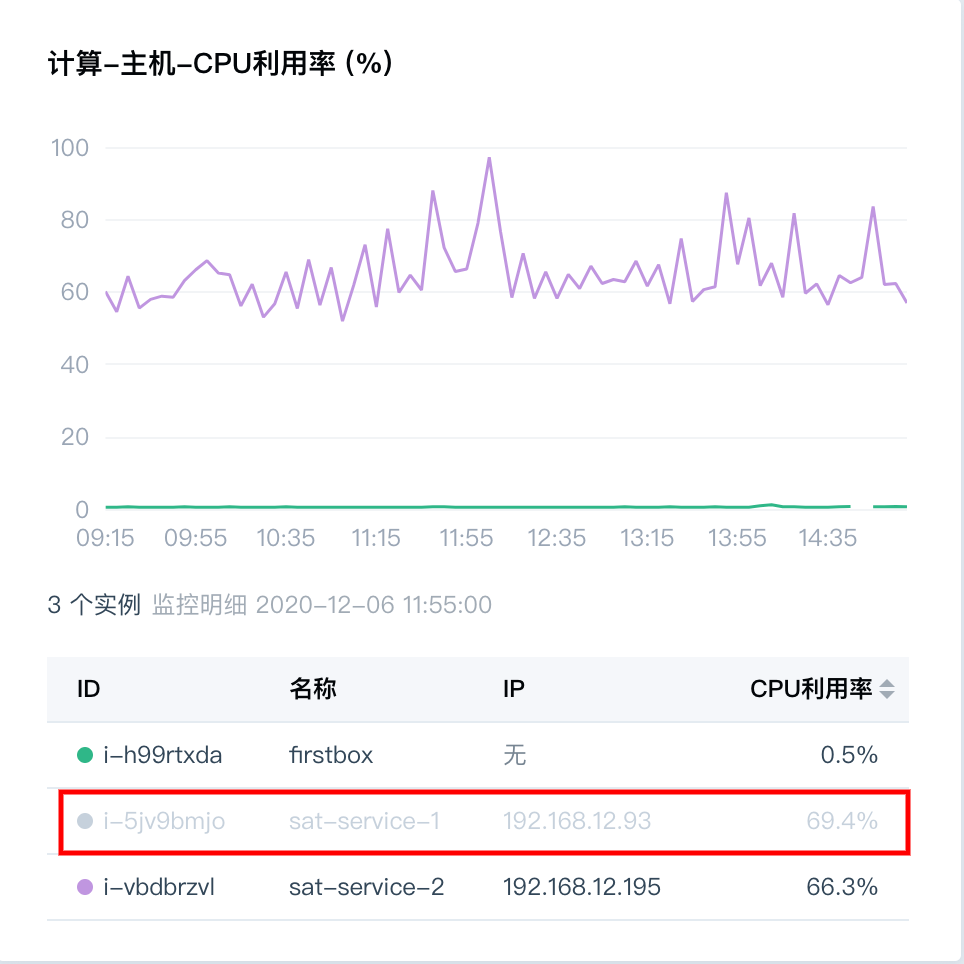 计算-主机-CPU利用率 (%)
100
80
60
40
20
0
09:15 09:55 10:35 11:15 11:55 12:35 13:15 13:55 14:35
3 个实例 监控明细 2020-12-06 11:55:00
ID 名称 IP CPU利用率
i-h99rtxda firstbox 无 0.5%
i-5jv9bmjo sat-service-1 192.168.12.93 69.4%
i-vbdbrzvl sat-service-2 192.168.12.195 66.3%